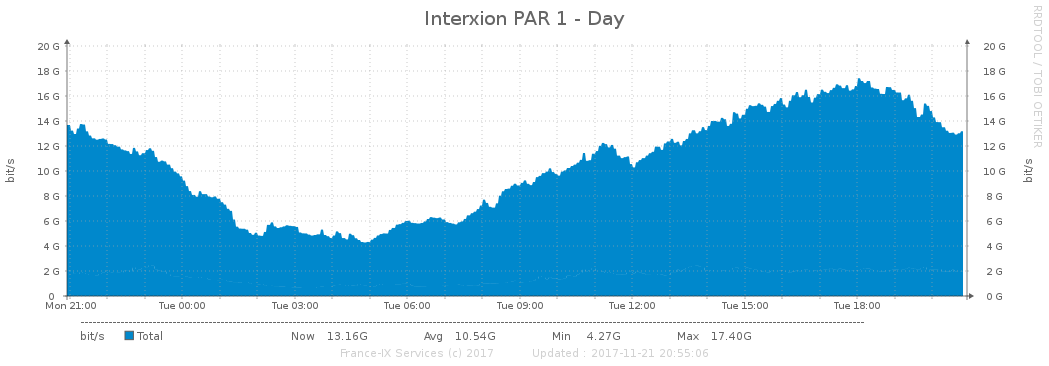 Interxion PAR 1 - Day
RRDTOOL / TOBI OETIKER
bit/s
20 G 20 G
18 G 18 G
16 G 16 G
14 G 14 G
12 G 12 G
10 G 10 G
8 G 8 G
6 G 6 G
4 G 4 G
2 G 2 G
0 0 G
bit/s
Mon 21:00 Tue 00:00 Tue 03:00 Tue 06:00 Tue 09:00 Tue 12:00 Tue 15:00 Tue 18:00
bit/s Total Now 13.16G Avg 10.54G Min 4.27G Max 17.40G
France-IX Services (c) 2017 Updated : 2017-11-21 20:55:06